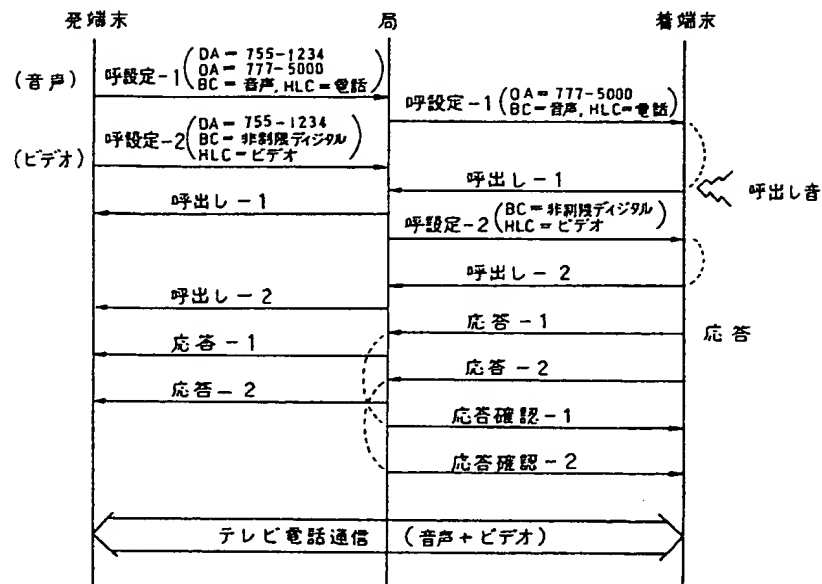 発端末 局 着端末
(音声) 呼設定-1 (DA = 755-1234
OA = 777-5000
BC = 音声, HLC = 電話)
呼設定-1 (OA = 777-5000
BC = 音声, HLC = 電話)
(ビデオ) 呼設定-2 (DA = 755-1234
BC = 非制限ディジタル
HLC = ビデオ)
呼出し-1
呼出し音
呼出し-1
呼設定-2 (BC = 非制限ディジタル
HLC = ビデオ)
呼出し-2
呼出し-2
応答-1 応答
応答-1
応答-2
応答-2
応答確認-1
応答確認-2
テレビ電話通信 (音声+ビデオ)